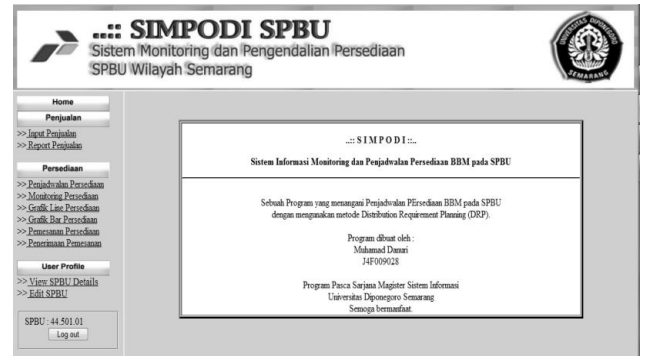 ..:: SIMPODI SPBU
Sistem Monitoring dan Pengendalian Persediaan
SPBU Wilayah Semarang
UNIVERSITAS DIPONEGORO
SEMARANG
Home
Penjualan
>> Input Penjualan
>> Report Penjualan
Persediaan
>> Penjadwalan Persediaan
>> Monitoring Persediaan
>> Grafik Line Persediaan
>> Grafik Bar Persediaan
>> Pemesanan Persediaan
>> Penerimaan Pemesanan
User Profile
>> View SPBU Details
>> Edit SPBU
SPBU : 44.501.01
Log out
..:: S I M P O D I ::..
Sistem Informasi Monitoring dan Penjadwalan Persediaan BBM pada SPBU
Sebuah Program yang menangani Penjadwalan PErsediaan BBM pada SPBU
dengan mengunakan metode Distribution Requirement Planning (DRP).
Program dibuat oleh :
Muhamad Danuri
J4F009028
Program Pasca Sarjana Magister Sistem Informasi
Universitas Diponegoro Semarang
Semoga bermanfaat.